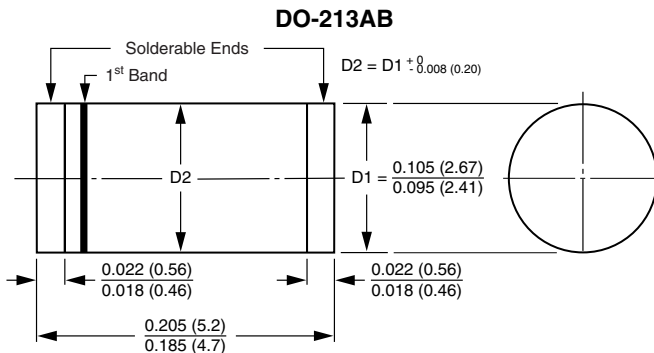 DO-213AB
Solderable Ends
1st Band
D2 = D1 + 0
- 0.008 (0.20)
D2
D1 = 0.105 (2.67)
0.095 (2.41)
0.022 (0.56)
0.018 (0.46)
0.022 (0.56)
0.018 (0.46)
0.205 (5.2)
0.185 (4.7)